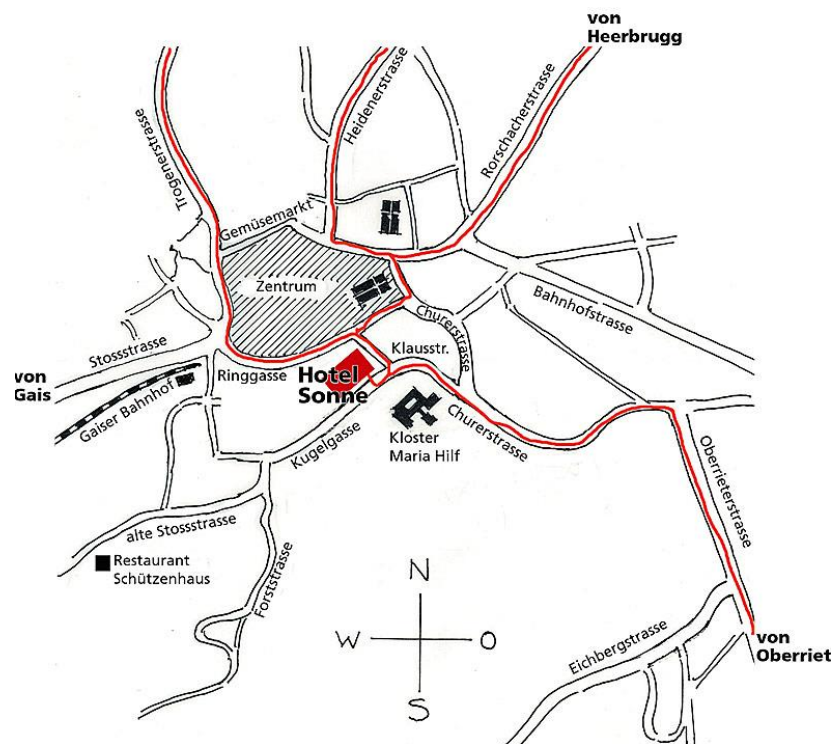 von
Heerbrugg
Heidenerstrasse
Rorschacherstrasse
Trogenerstrasse
Gemüsemarkt
Zentrum
Bahnhofstrasse
Churerstrasse
Stossstrasse
Klausstr.
von
Gais
Ringgasse
Hotel
Sonne
Gaiser Bahnhof
Kugelgasse
Kloster
Maria Hilf
Churerstrasse
Oberrieterstrasse
alte Stossstrasse
Restaurant
Schützenhaus
Forststrasse
N
W
O
S
Eichbergstrasse
von
Oberriet